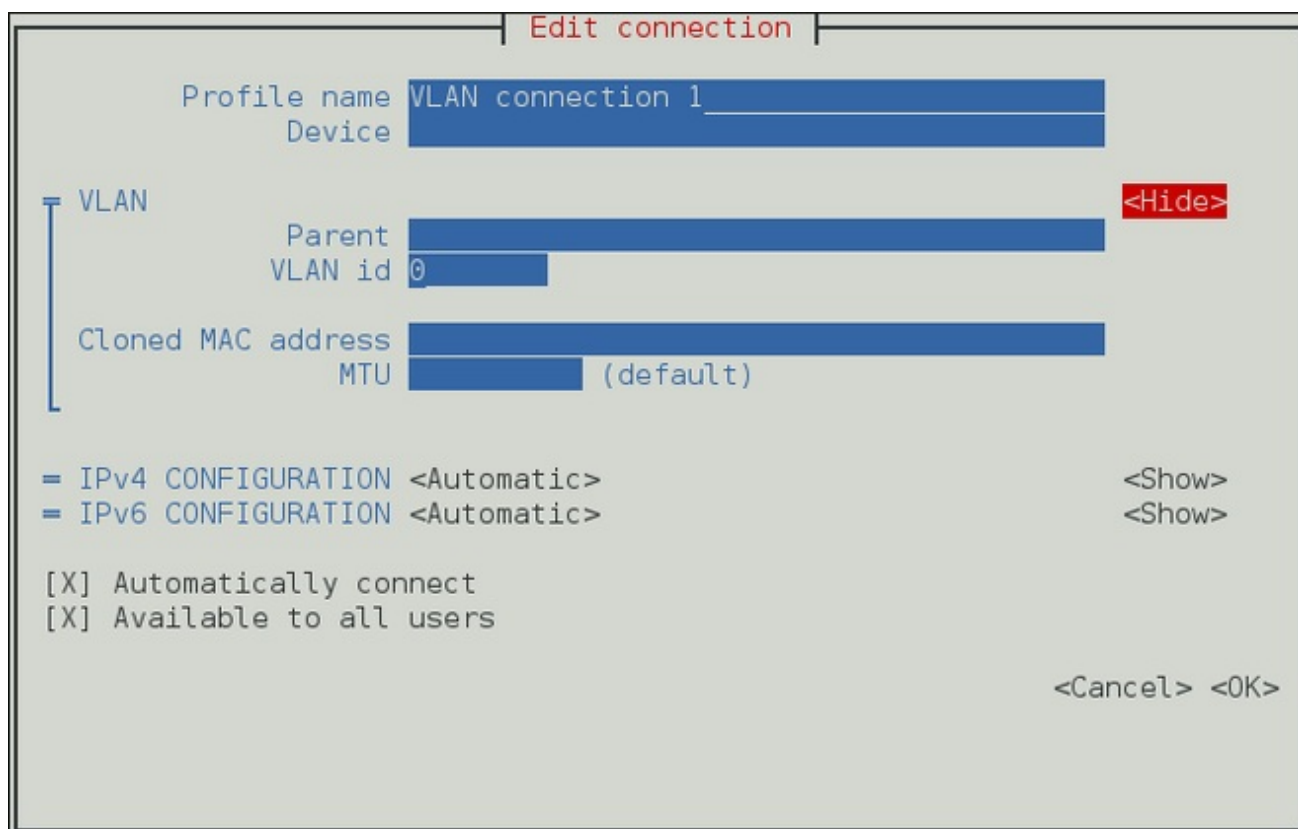 Edit connection
Profile name VLAN connection 1
Device
VLAN <Hide>
Parent
VLAN id 0
Cloned MAC address
MTU (default)
= IPv4 CONFIGURATION <Automatic> <Show>
= IPv6 CONFIGURATION <Automatic> <Show>
[X] Automatically connect
[X] Available to all users
<Cancel> <OK>